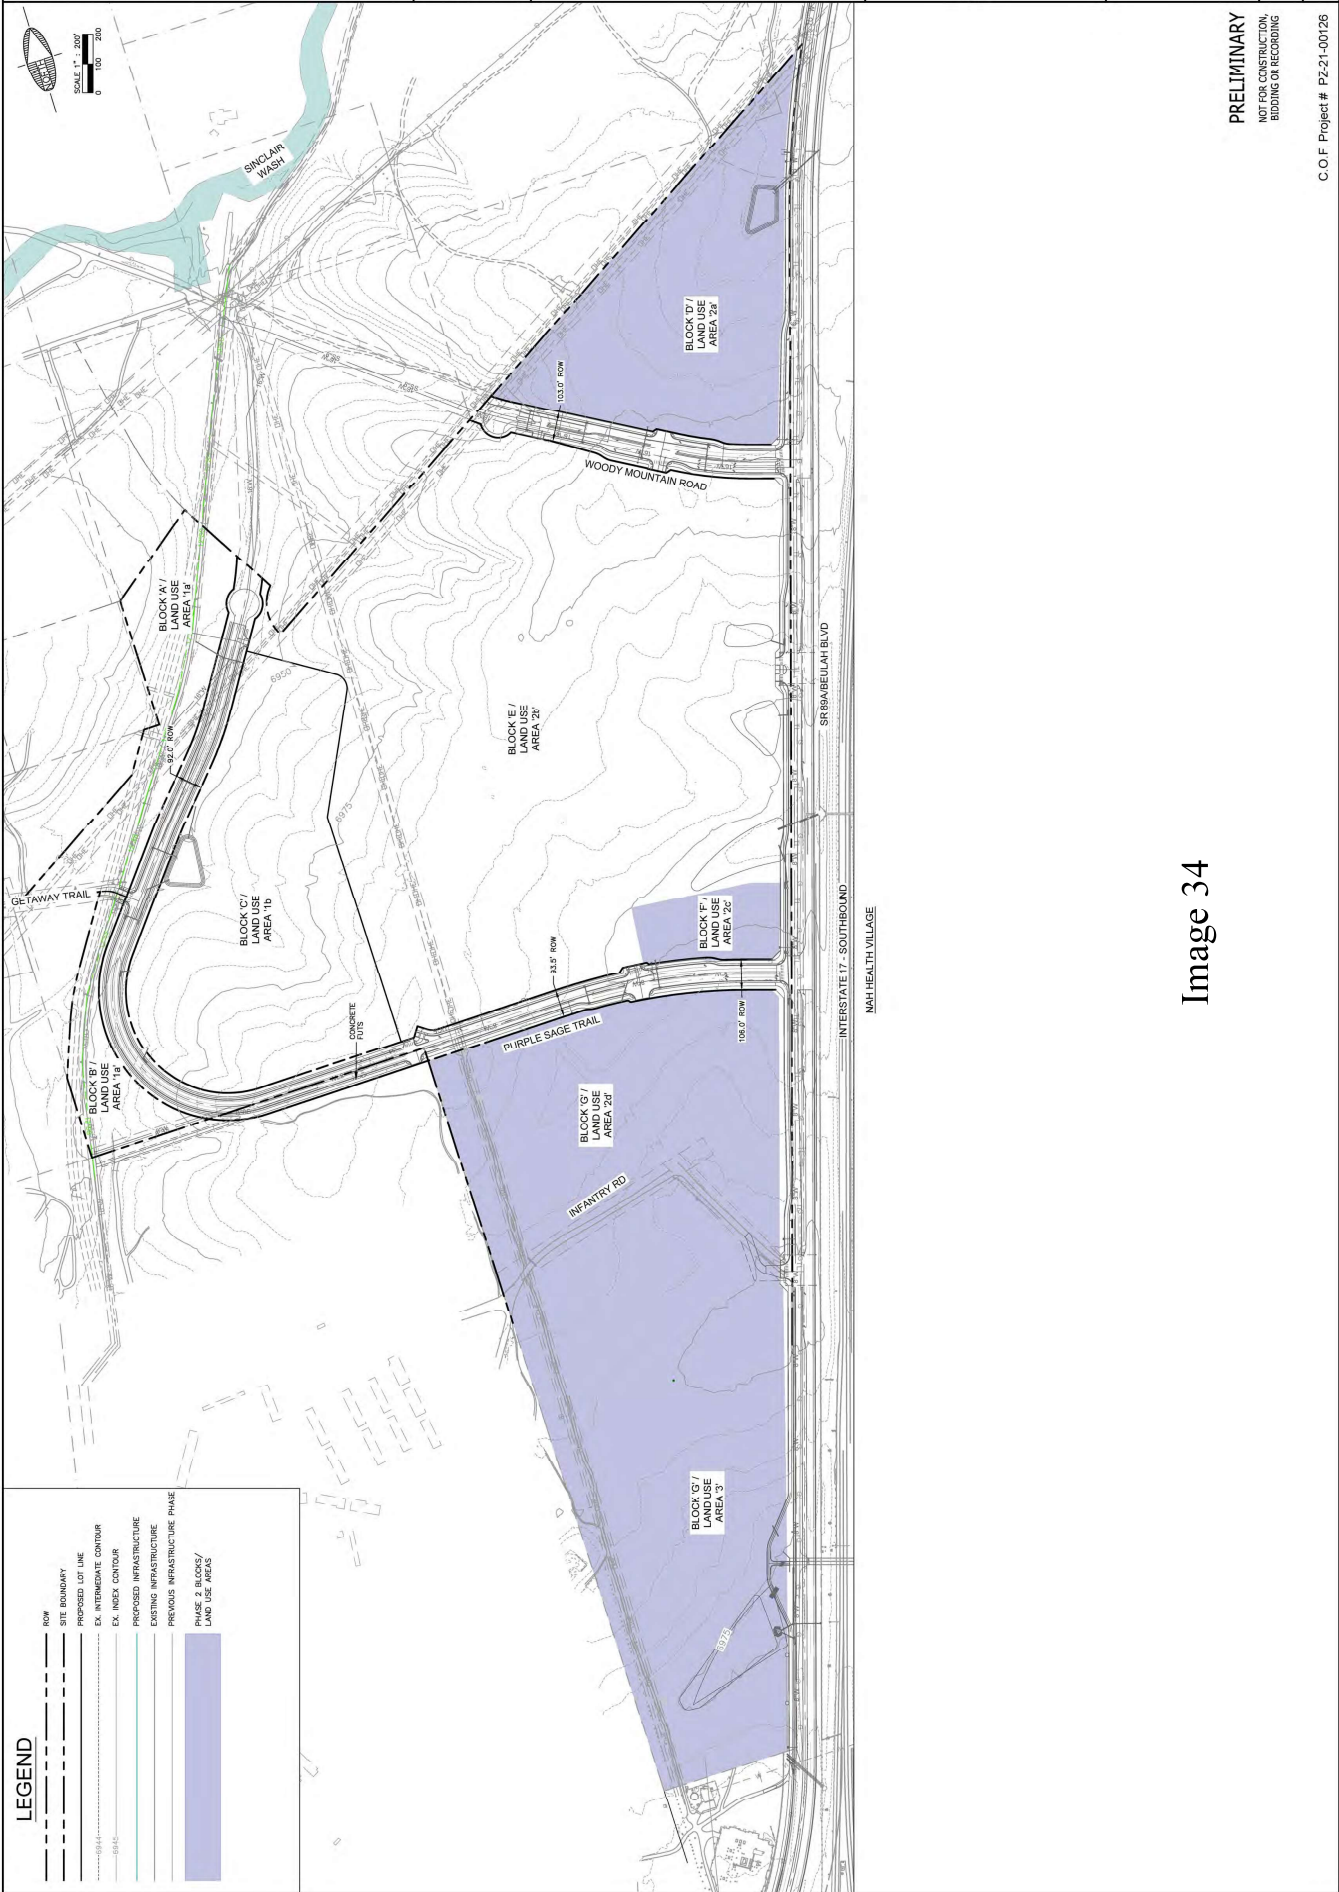 LEGEND
ROW
SITE BOUNDARY
PROPOSED LOT LINE
6944
EX. INTERMEDIATE CONTOUR
6945
EX. INDEX CONTOUR
PROPOSED INFRASTRUCTURE
EXISTING INFRASTRUCTURE
PREVIOUS INFRASTRUCTURE PHASE
PHASE 2 BLOCKS/
LAND USE AREAS
NORTH
SCALE 1" : 200'
0 100 200
SINCLAIR
WASH
GETAWAY TRAIL
BLOCK 'B' /
LAND USE
AREA '1a'
BLOCK 'A' /
LAND USE
AREA '1a'
92.0' ROW
BLOCK 'C' /
LAND USE
AREA '1b
6950
6975
CONCRETE
FUTS
BLOCK 'E /
LAND USE
AREA '2b'
93.5' ROW
PURPLE SAGE TRAIL
106.0' ROW
WOODY MOUNTAIN ROAD
103.0' ROW
BLOCK 'D' /
LAND USE
AREA '2a'
BLOCK 'F' /
LAND USE
AREA '2c'
BLOCK 'G' /
LAND USE
AREA '2d'
INFANTRY RD
BLOCK 'G' /
LAND USE
AREA '3'
6975
SR 89A/BEULAH BLVD
INTERSTATE 17 - SOUTHBOUND
NAH HEALTH VILLAGE
Image 34
PRELIMINARY
NOT FOR CONSTRUCTION,
BIDDING OR RECORDING
C.O.F Project # PZ-21-00126